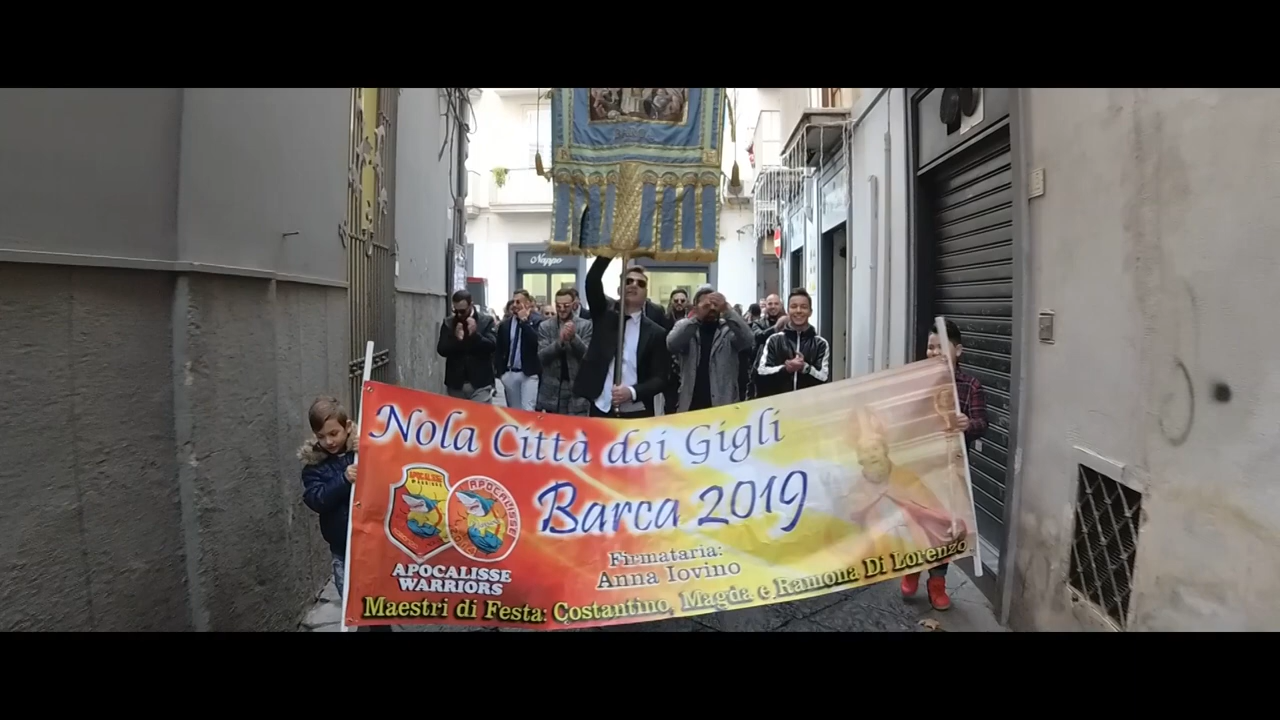 Nappo
Nola Città dei Gigli
Barca 2019
APOCALISSE
APOCALISSE
WARRIORS
Firmataria:
Anna Iovino
Maestri di Festa: Costantino, Magda e Ramona Di Lorenzo